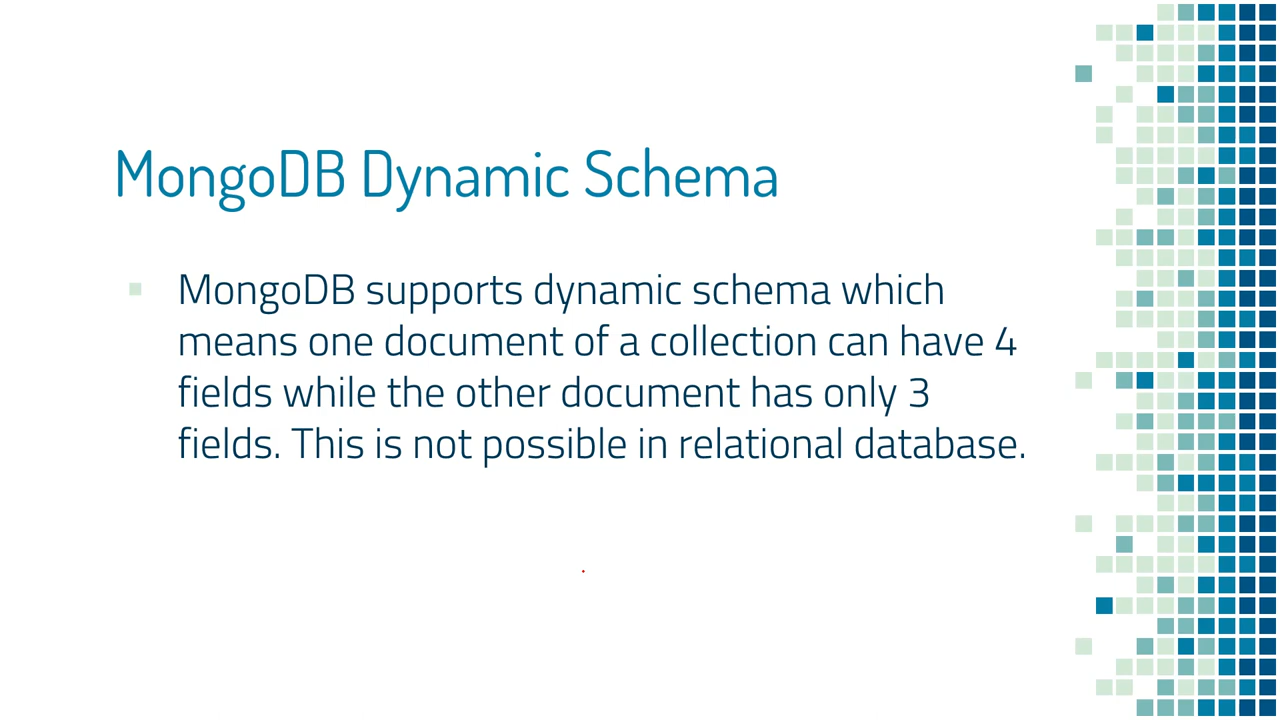 MongoDB Dynamic Schema
MongoDB supports dynamic schema which
means one document of a collection can have 4
fields while the other document has only 3
fields. This is not possible in relational database.